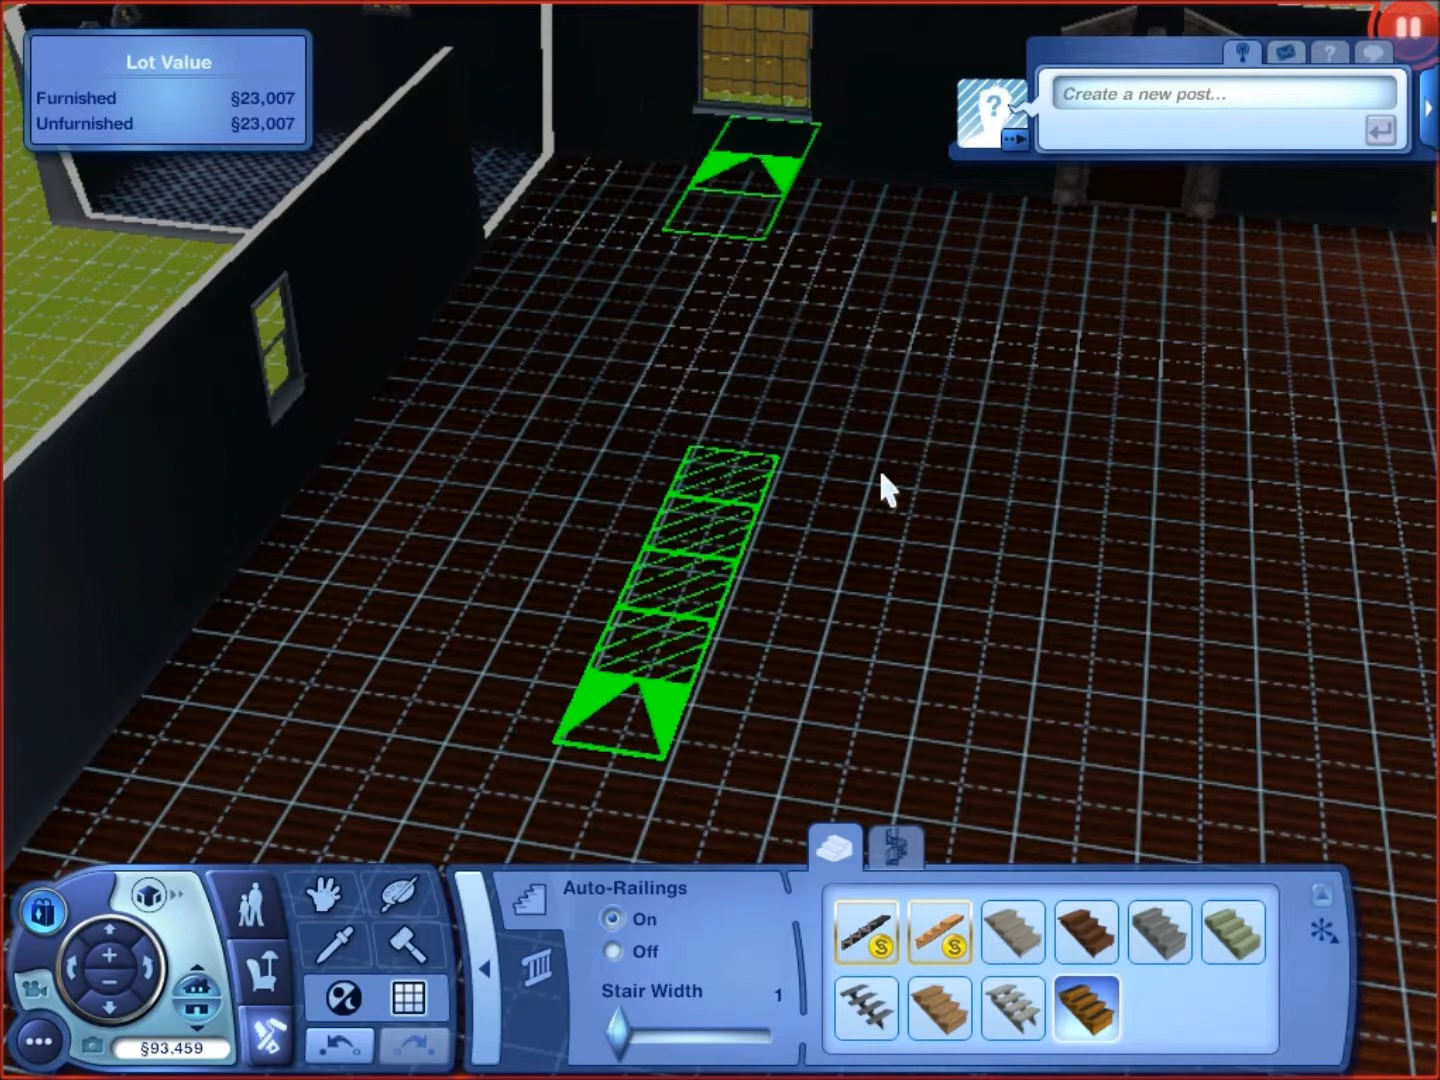 Lot Value
Furnished §23,007
Unfurnished §23,007
Create a new post...
?
?
Auto-Railings
On
Off
Stair Width 1
§93,459